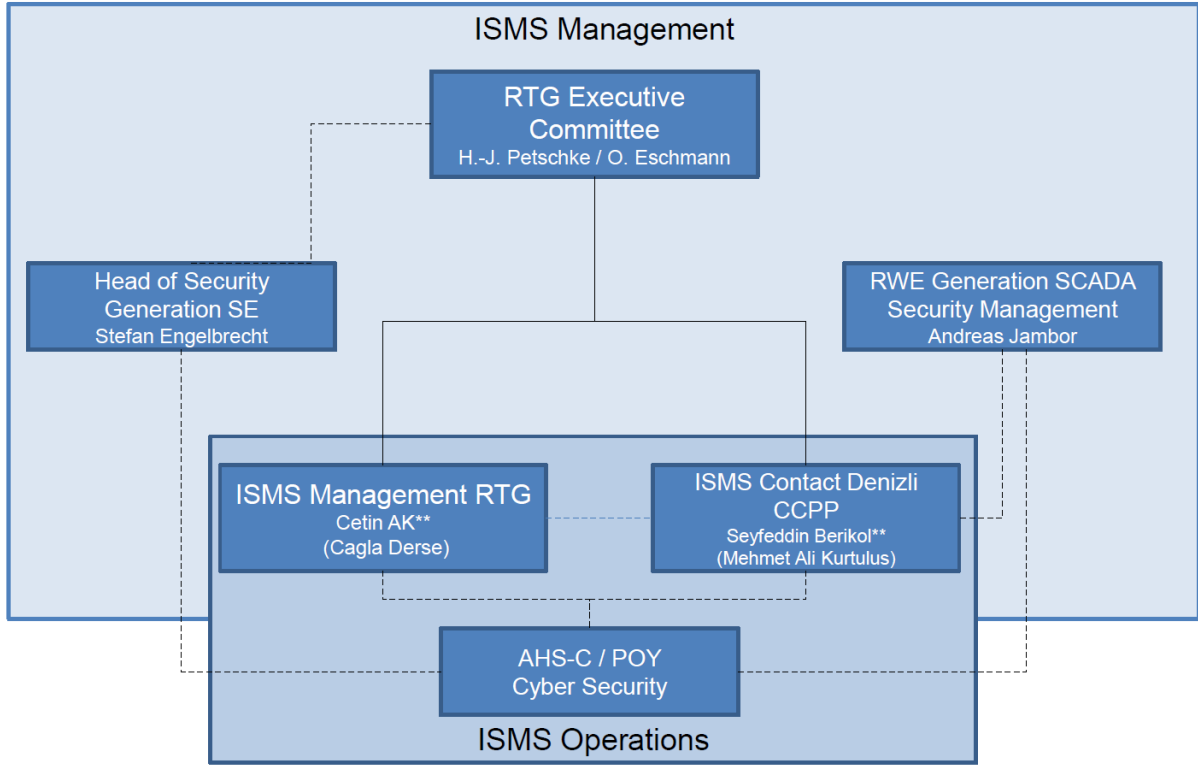 ISMS Management
RTG Executive
Committee
H.-J. Petschke / O. Eschmann
Head of Security
Generation SE
Stefan Engelbrecht
RWE Generation SCADA
Security Management
Andreas Jambor
ISMS Management RTG
Cetin AK**
(Cagla Derse)
ISMS Contact Denizli
CCPP
Seyfeddin Berikol**
(Mehmet Ali Kurtulus)
AHS-C / POY
Cyber Security
ISMS Operations